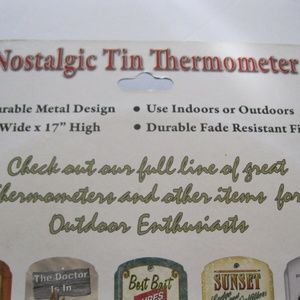 Nostalgic Tin Thermometer
urable Metal Design • Use Indoors or Outdoors
Wide x 17" High • Durable Fade Resistant Fi
Check out our full line of great
hermometers and other items for
Outdoor Enthusiasts
The Doctor
Is In
Best Bait
SUNSET